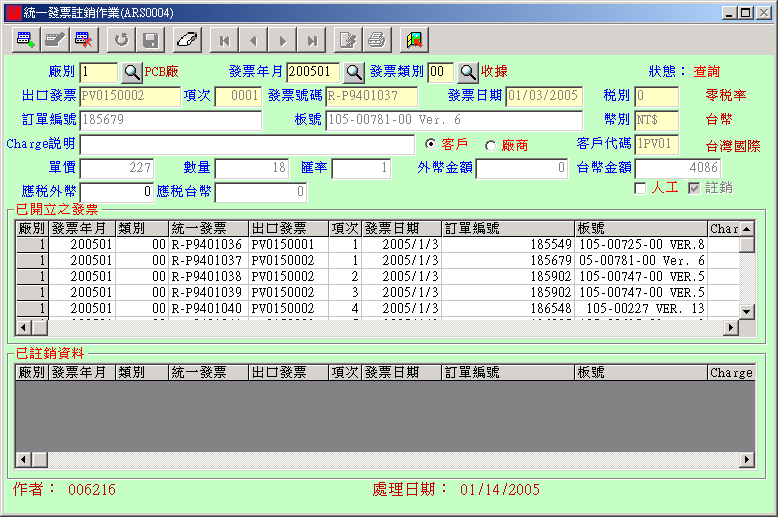 統一發票註銷作業(ARS0004)
廠別 1 PCB廠 發票年月 200501 發票類別 00 收據 狀態： 查詢
出口發票 PV0150002 項次 0001 發票號碼 R-P9401037 發票日期 01/03/2005 稅別 0 零稅率
訂單編號 185679 板號 105-00781-00 Ver. 6 幣別 NT$ 台幣
Charge說明 客戶 廠商 客戶代碼 1PV01 台灣國際
單價 227 數量 18 匯率 1 外幣金額 0 台幣金額 4086
應稅外幣 0 應稅台幣 0 人工 註銷
已開立之發票
廠別 發票年月 類別 統一發票 出口發票 項次 發票日期 訂單編號 板號 Char
1 200501 00 R-P9401036 PV0150001 1 2005/1/3 185549 105-00725-00 VER.8
1 200501 00 R-P9401037 PV0150002 1 2005/1/3 185679 05-00781-00 Ver. 6
1 200501 00 R-P9401038 PV0150002 2 2005/1/3 185902 105-00747-00 VER.5
1 200501 00 R-P9401039 PV0150002 3 2005/1/3 185902 105-00747-00 VER.5
1 200501 00 R-P9401040 PV0150002 4 2005/1/3 186548 105-00227 VER. 13
已註銷資料
廠別 發票年月 類別 統一發票 出口發票 項次 發票日期 訂單編號 板號 Charge
作者： 006216 處理日期： 01/14/2005